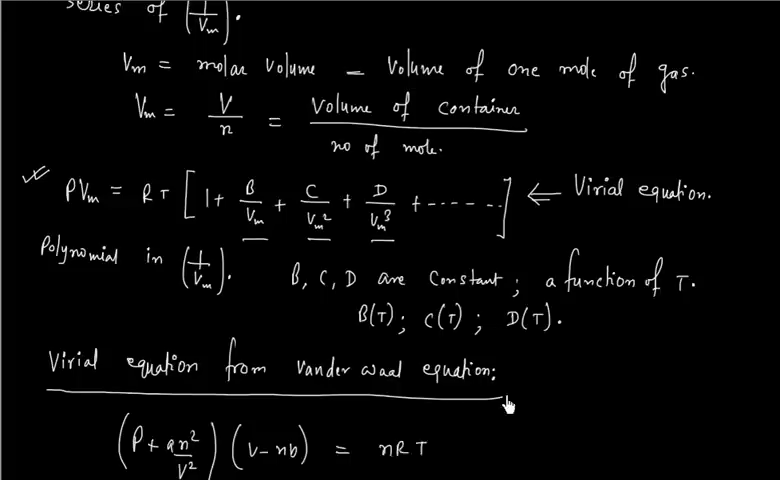 series of (1/Vm).
Vm = molar volume = Volume of one mole of gas.
Vm = V/n = Volume of container / no of mole.
PVm = RT [1 + B/Vm + C/Vm² + D/Vm³ + ------] ← Virial equation.
Polynomial in (1/Vm). B, C, D are constant; a function of T.
B(T); C(T); D(T).
Virial equation from Vander waal equation:
(P + an²/V²) (V - nb) = nRT